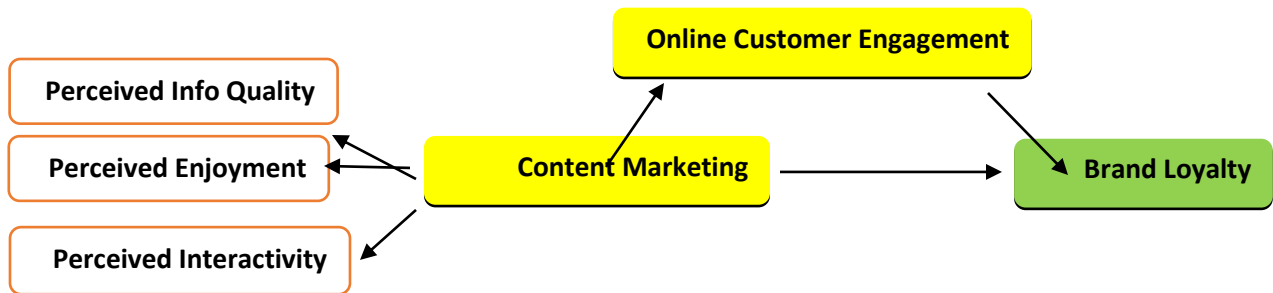 Online Customer Engagement
Perceived Info Quality
Perceived Enjoyment
Content Marketing
Brand Loyalty
Perceived Interactivity